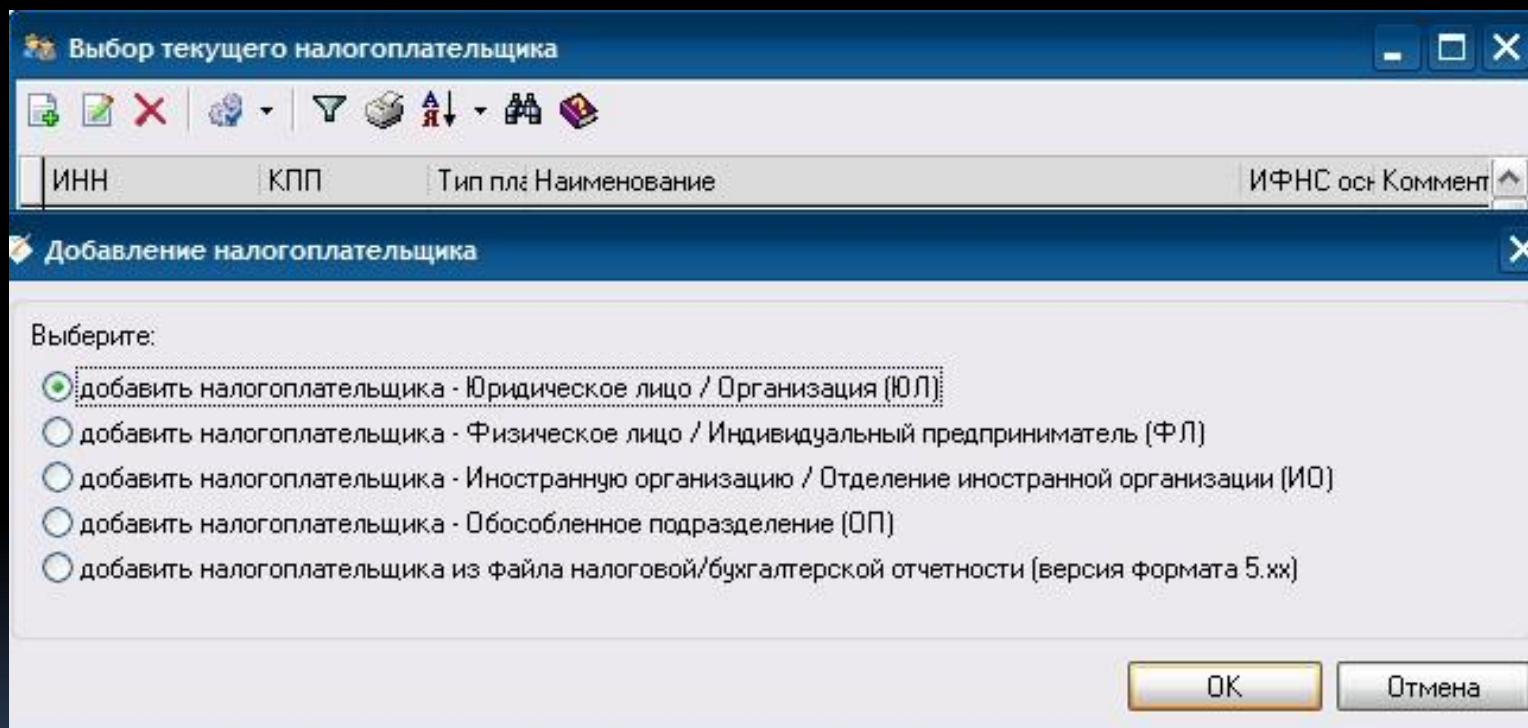 Выбор текущего налогоплательщика
ИНН КПП Тип пла Наименование ИФНС осн Коммент
Добавление налогоплательщика
Выберите:
добавить налогоплательщика - Юридическое лицо / Организация (ЮЛ)
добавить налогоплательщика - Физическое лицо / Индивидуальный предприниматель (ФЛ)
добавить налогоплательщика - Иностранную организацию / Отделение иностранной организации (ИО)
добавить налогоплательщика - Обособленное подразделение (ОП)
добавить налогоплательщика из файла налоговой/бухгалтерской отчетности (версия формата 5.xx)
ОК Отмена